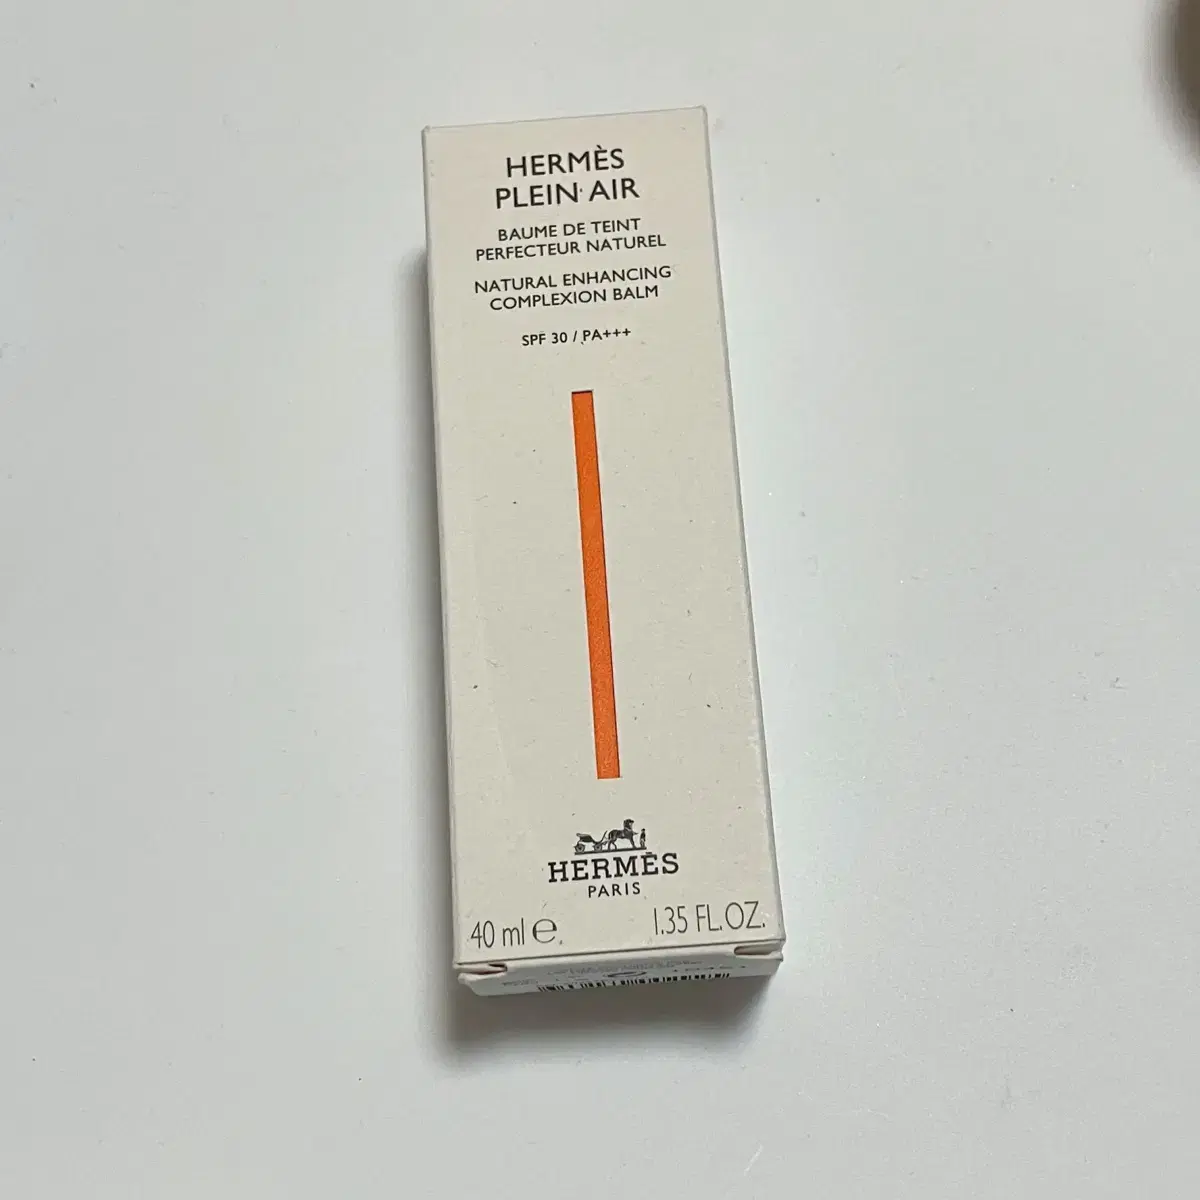 HERMÈS
PLEIN AIR
BAUME DE TEINT
PERFECTEUR NATUREL
NATURAL ENHANCING
COMPLEXION BALM
SPF 30 / PA+++
HERMÈS
PARIS
40 ml ℮ 1.35 FL.OZ.